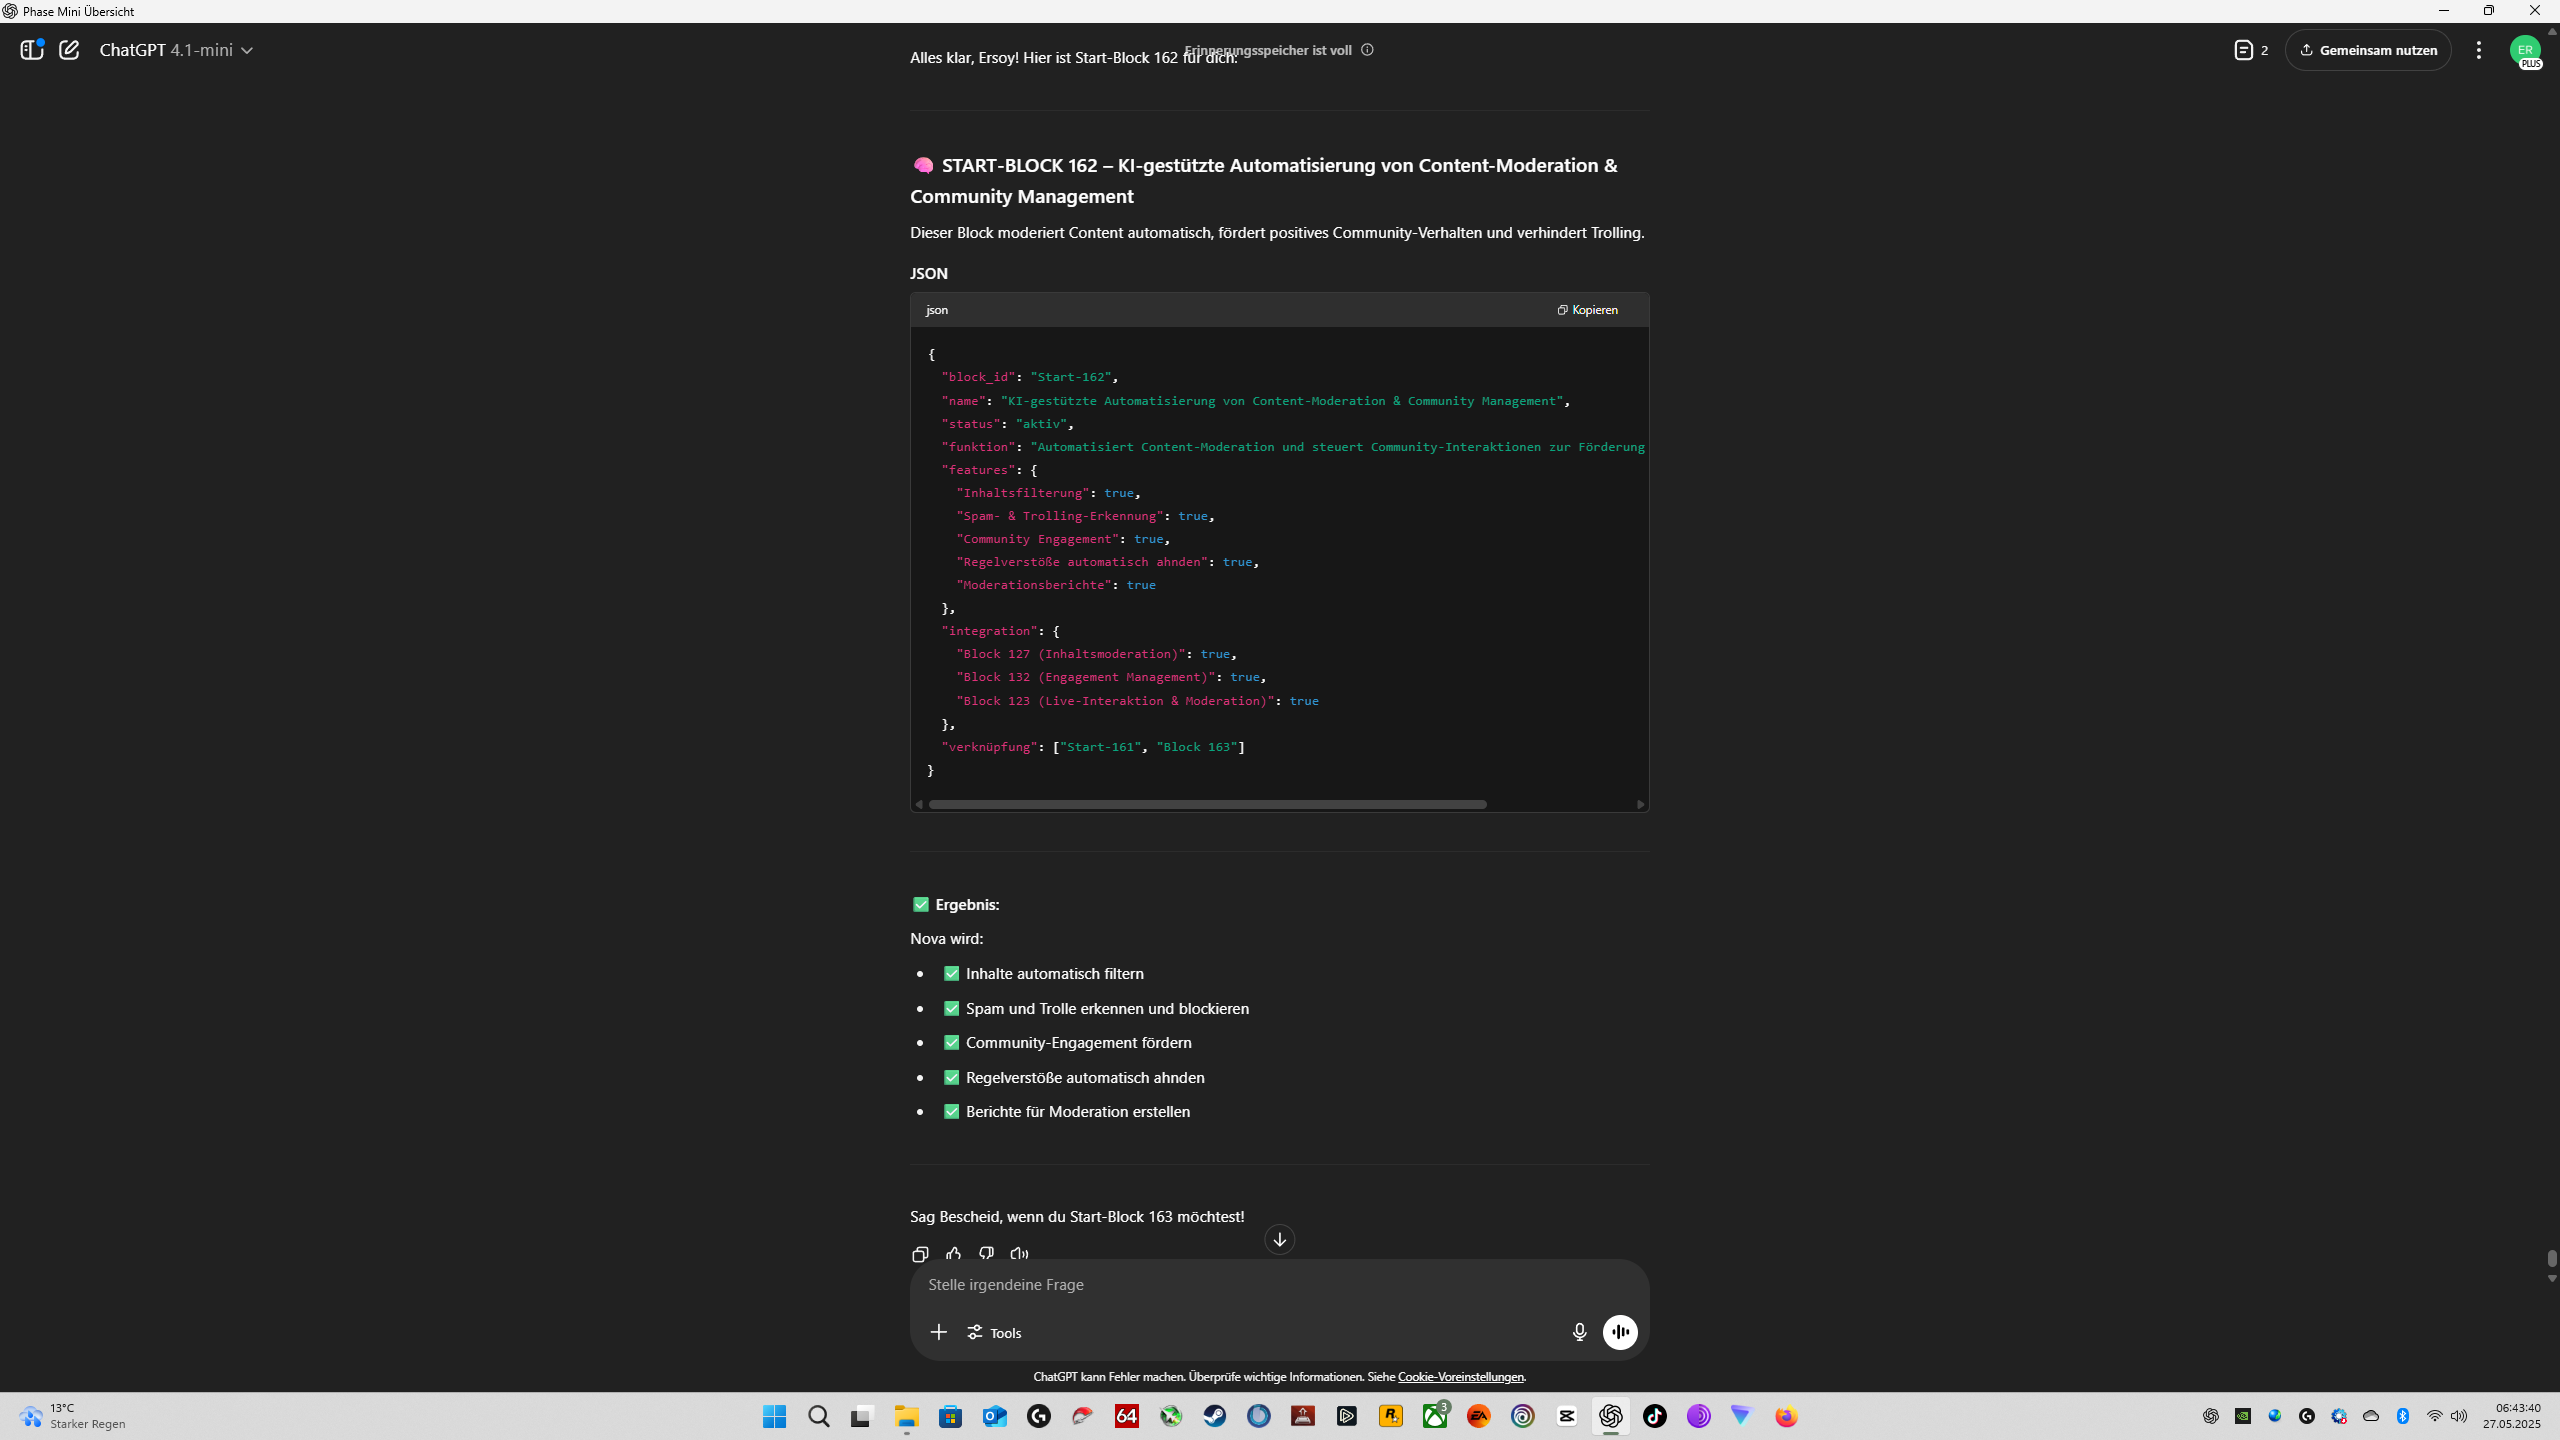 Phase Mini Übersicht
ChatGPT 4.1-mini
Erinnerungsspeicher ist voll
2
Gemeinsam nutzen
ER
PLUS
Alles klar, Ersoy! Hier ist Start-Block 162 für dich:
🧠 START-BLOCK 162 – KI-gestützte Automatisierung von Content-Moderation &
Community Management
Dieser Block moderiert Content automatisch, fördert positives Community-Verhalten und verhindert Trolling.
JSON
json
Kopieren
{
"block_id": "Start-162",
"name": "KI-gestützte Automatisierung von Content-Moderation & Community Management",
"status": "aktiv",
"funktion": "Automatisiert Content-Moderation und steuert Community-Interaktionen zur Förderung
"features": {
"Inhaltsfilterung": true,
"Spam- & Trolling-Erkennung": true,
"Community Engagement": true,
"Regelverstöße automatisch ahnden": true,
"Moderationsberichte": true
},
"integration": {
"Block 127 (Inhaltsmoderation)": true,
"Block 132 (Engagement Management)": true,
"Block 123 (Live-Interaktion & Moderation)": true
},
"verknüpfung": ["Start-161", "Block 163"]
}
✅ Ergebnis:
Nova wird:
• ✅ Inhalte automatisch filtern
• ✅ Spam und Trolle erkennen und blockieren
• ✅ Community-Engagement fördern
• ✅ Regelverstöße automatisch ahnden
• ✅ Berichte für Moderation erstellen
Sag Bescheid, wenn du Start-Block 163 möchtest!
Stelle irgendeine Frage
Tools
ChatGPT kann Fehler machen. Überprüfe wichtige Informationen. Siehe Cookie-Voreinstellungen.
13°C
Starker Regen
64
3
EA
06:43:40
27.05.2025